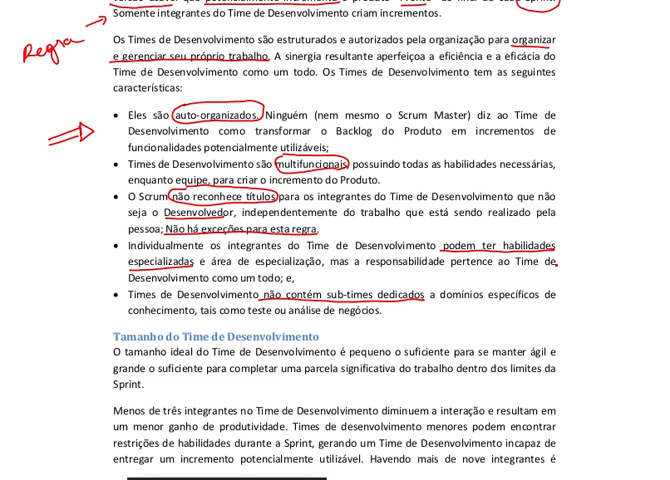 Somente integrantes do Time de Desenvolvimento criam incrementos.
Regra
Os Times de Desenvolvimento são estruturados e autorizados pela organização para organizar
e gerenciar seu próprio trabalho. A sinergia resultante aperfeiçoa a eficiência e a eficácia do
Time de Desenvolvimento como um todo. Os Times de Desenvolvimento tem as seguintes
características:
• Eles são auto-organizados. Ninguém (nem mesmo o Scrum Master) diz ao Time de
Desenvolvimento como transformar o Backlog do Produto em incrementos de
funcionalidades potencialmente utilizáveis;
• Times de Desenvolvimento são multifuncionais, possuindo todas as habilidades necessárias,
enquanto equipe, para criar o incremento do Produto.
• O Scrum não reconhece títulos para os integrantes do Time de Desenvolvimento que não
seja o Desenvolvedor, independentemente do trabalho que está sendo realizado pela
pessoa; Não há exceções para esta regra.
• Individualmente os integrantes do Time de Desenvolvimento podem ter habilidades
especializadas e área de especialização, mas a responsabilidade pertence ao Time de
Desenvolvimento como um todo; e,
• Times de Desenvolvimento não contém sub-times dedicados a domínios específicos de
conhecimento, tais como teste ou análise de negócios.
Tamanho do Time de Desenvolvimento
O tamanho ideal do Time de Desenvolvimento é pequeno o suficiente para se manter ágil e
grande o suficiente para completar uma parcela significativa do trabalho dentro dos limites da
Sprint.
Menos de três integrantes no Time de Desenvolvimento diminuem a interação e resultam em
um menor ganho de produtividade. Times de desenvolvimento menores podem encontrar
restrições de habilidades durante a Sprint, gerando um Time de Desenvolvimento incapaz de
entregar um incremento potencialmente utilizável. Havendo mais de nove integrantes é